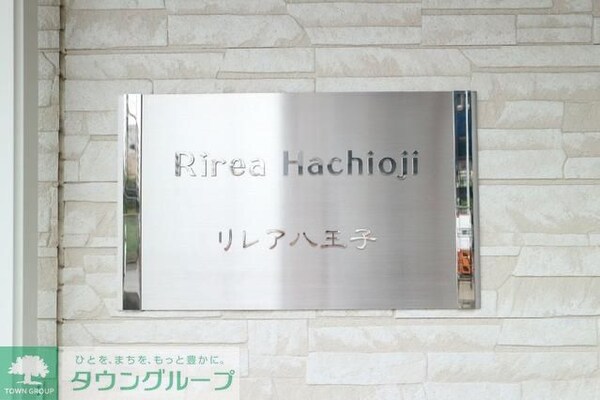 Rirea Hachioji
リレア八王子
ひとを、まちを、もっと豊かに。
タウングループ
TOWN GROUP